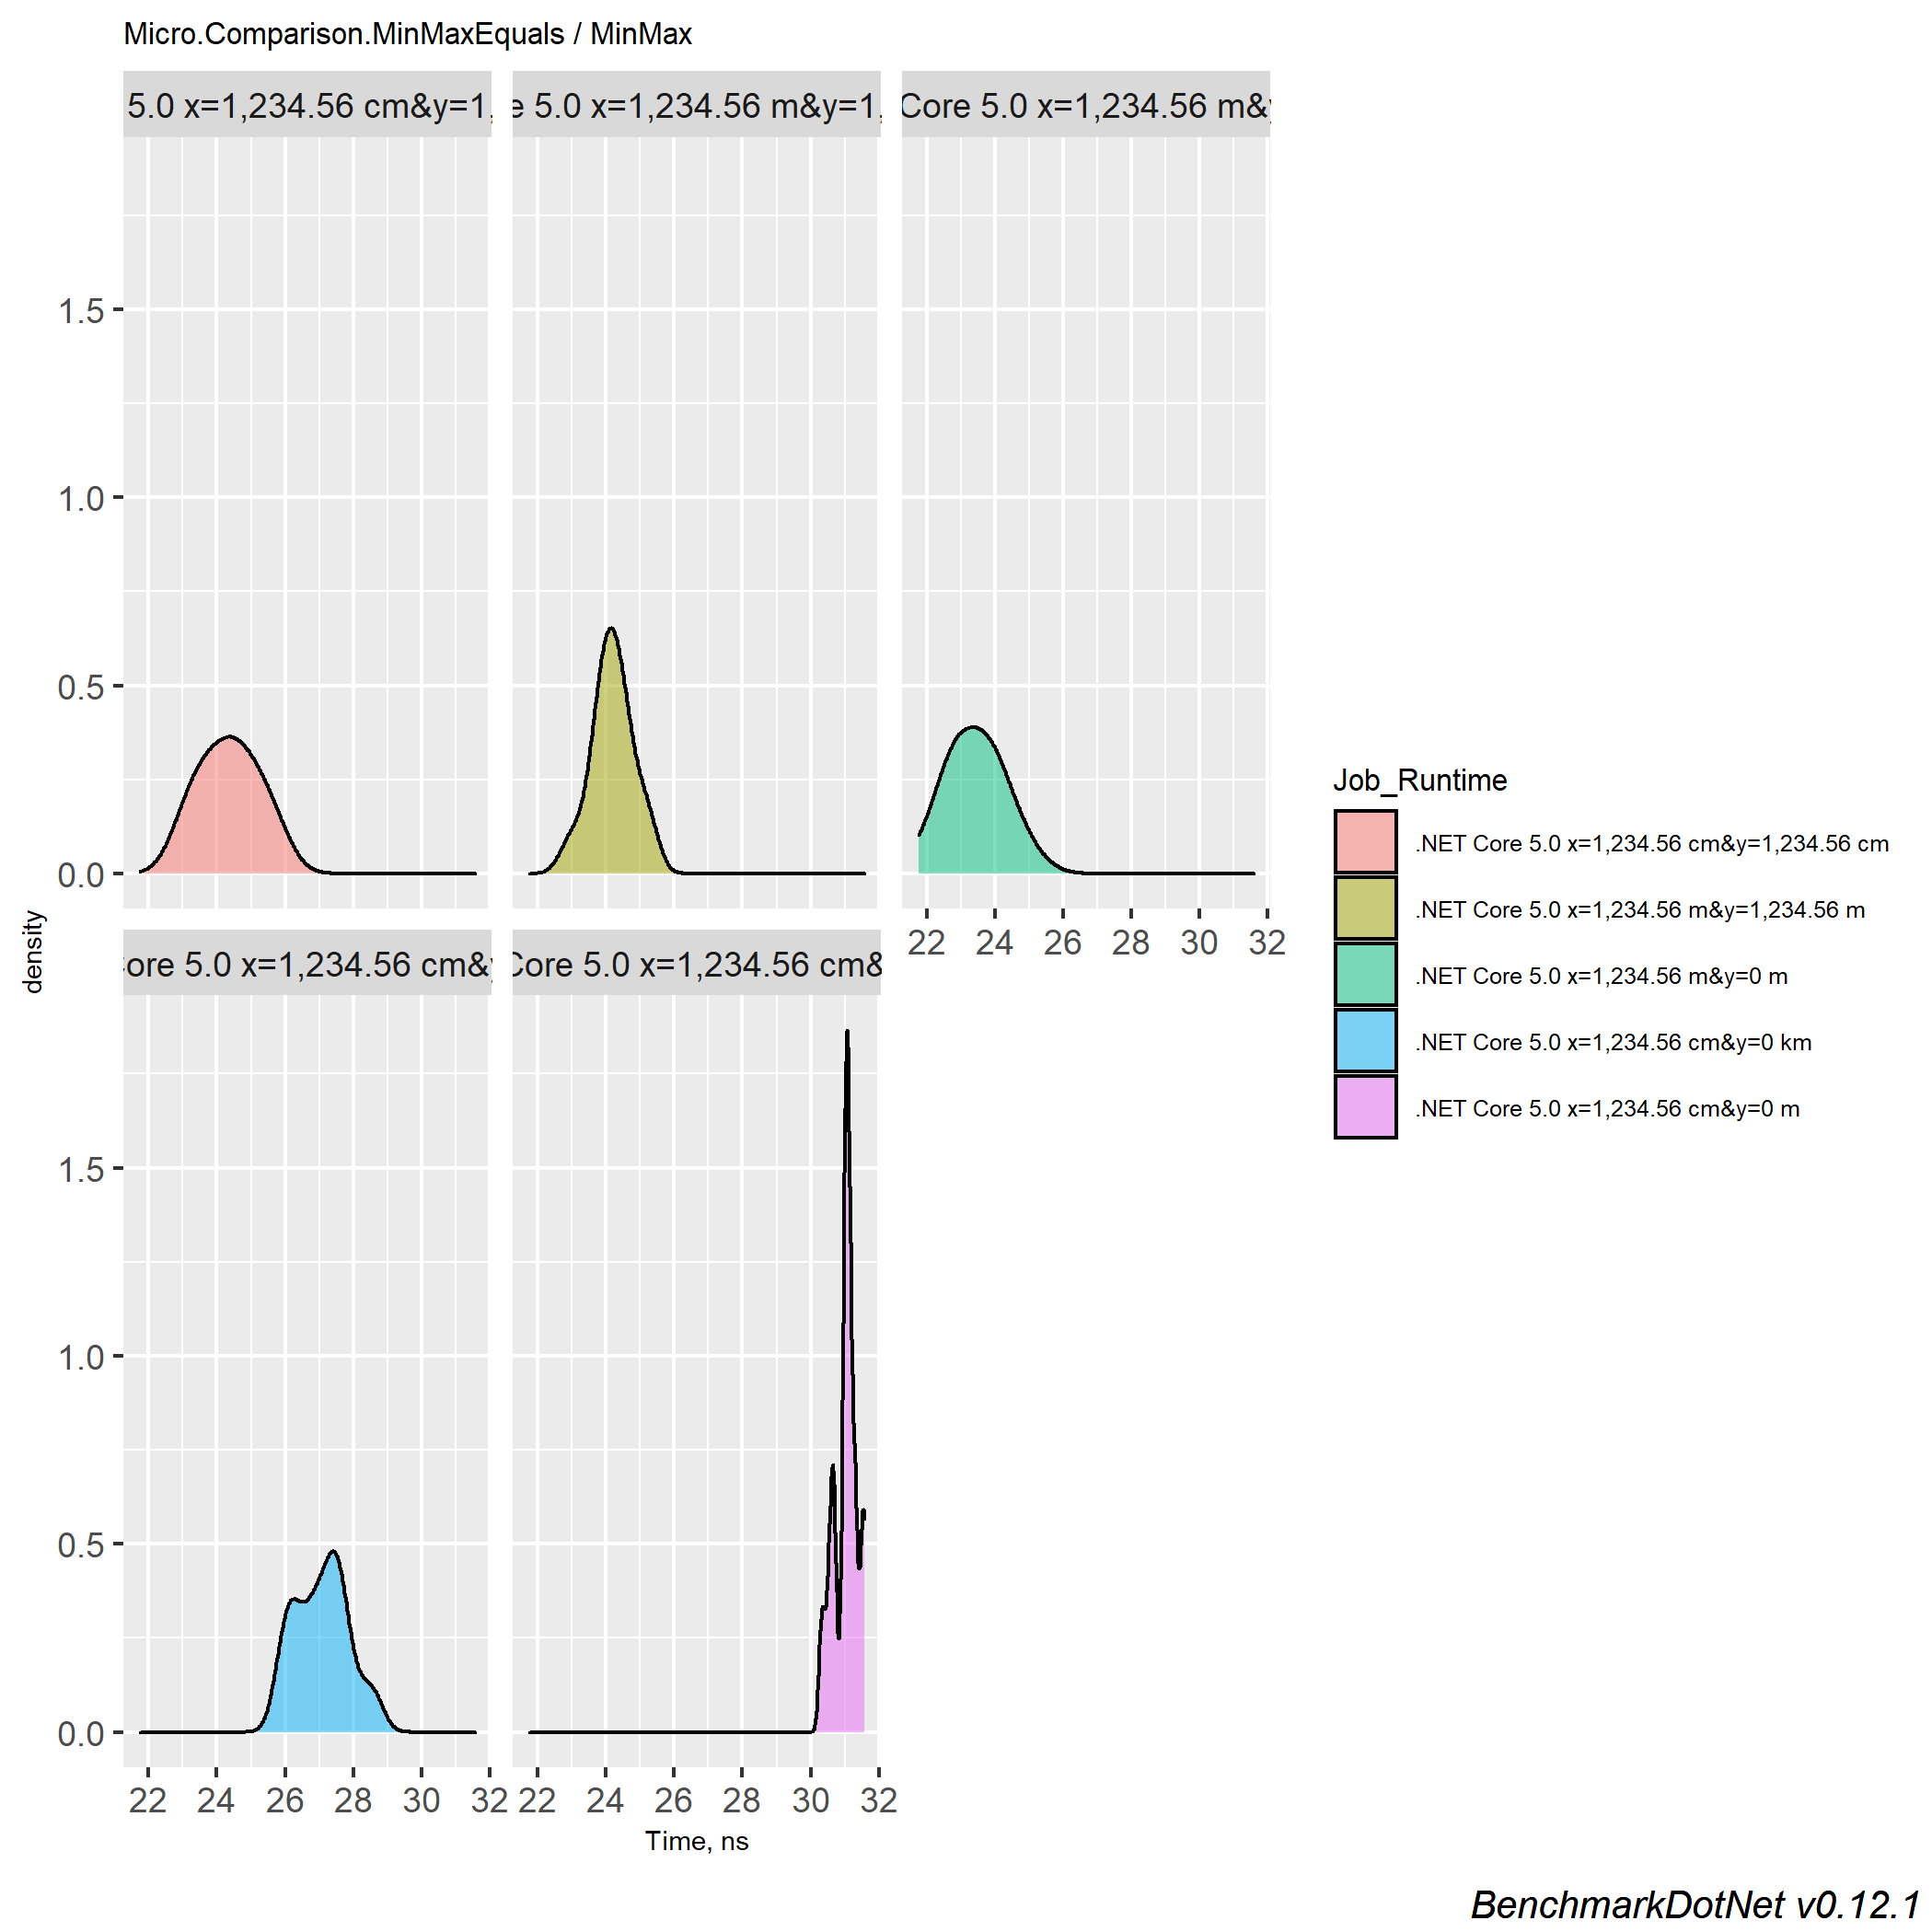 Micro.Comparison.MinMaxEquals / MinMax
5.0 x=1,234.56 cm&y=1,
e 5.0 x=1,234.56 m&y=1,
Core 5.0 x=1,234.56 m&
1.5
1.0
0.5
0.0
22 24 26 28 30 32
density
Core 5.0 x=1,234.56 cm&
Core 5.0 x=1,234.56 cm&
1.5
1.0
0.5
0.0
22 24 26 28 30 32
22 24 26 28 30 32
Time, ns
Job_Runtime
.NET Core 5.0 x=1,234.56 cm&y=1,234.56 cm
.NET Core 5.0 x=1,234.56 m&y=1,234.56 m
.NET Core 5.0 x=1,234.56 m&y=0 m
.NET Core 5.0 x=1,234.56 cm&y=0 km
.NET Core 5.0 x=1,234.56 cm&y=0 m
BenchmarkDotNet v0.12.1